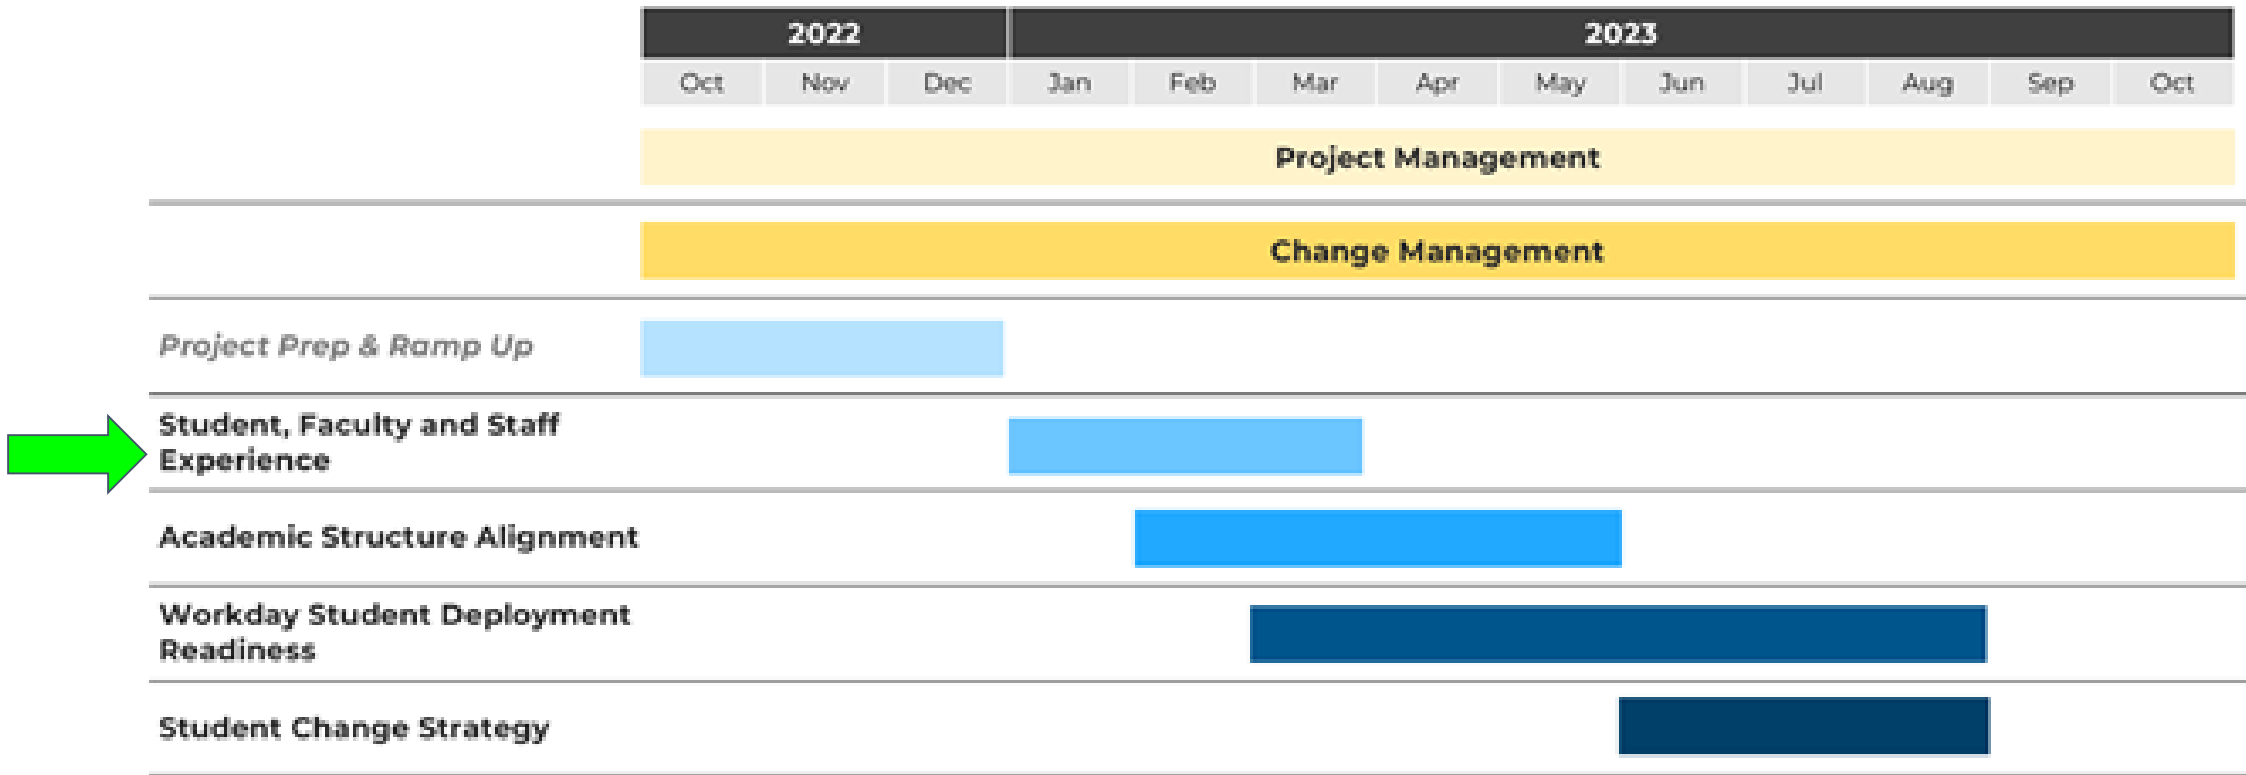 2022
2023
Oct Nov Dec Jan Feb Mar Apr May Jun Jul Aug Sep Oct
Project Management
Change Management
Project Prep & Ramp Up
Student, Faculty and Staff
Experience
Academic Structure Alignment
Workday Student Deployment
Readiness
Student Change Strategy